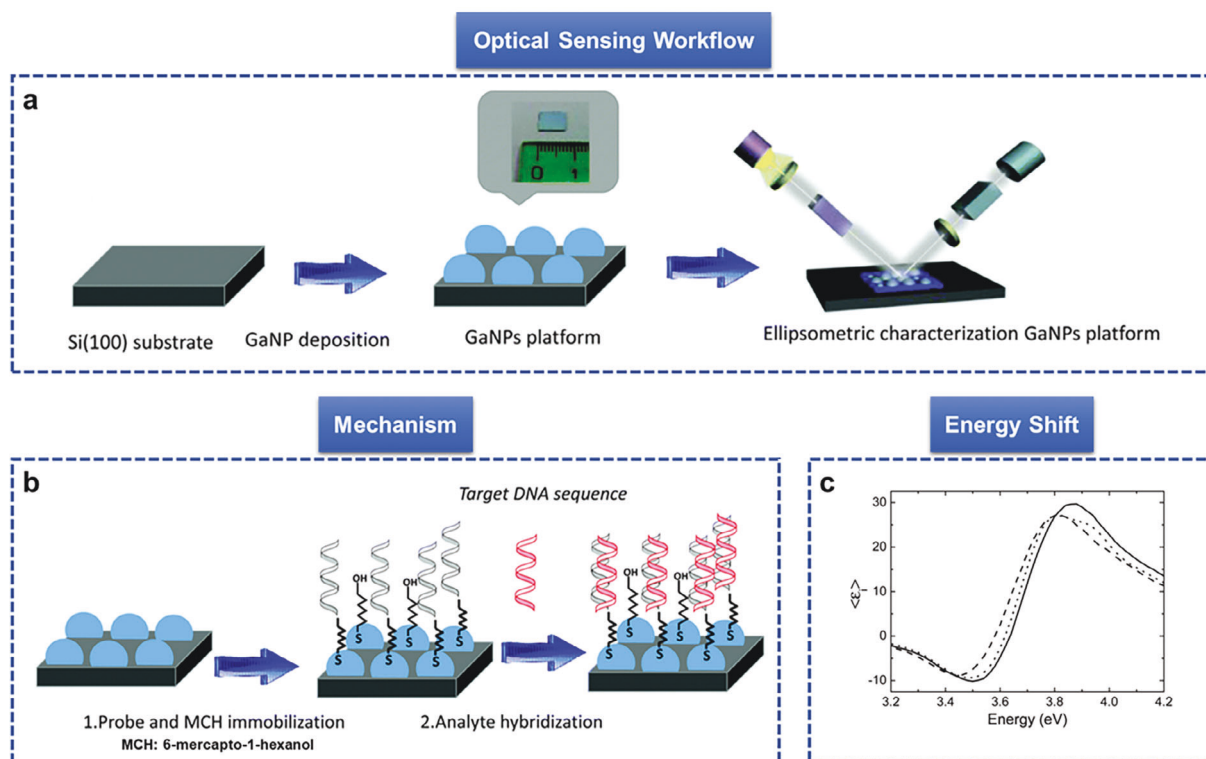 Optical Sensing Workflow
a
0 1
Si(100) substrate
GaNP deposition
GaNPs platform
Ellipsometric characterization GaNPs platform
Mechanism
Energy Shift
b
Target DNA sequence
OH
OH
S
S
S
S
S
OH
OH
S
S
S
S
S
1.Probe and MCH immobilization
MCH: 6-mercapto-1-hexanol
2.Analyte hybridization
c
30
20
10
0
-10
<εi>
3.2 3.4 3.6 3.8 4.0 4.2
Energy (eV)